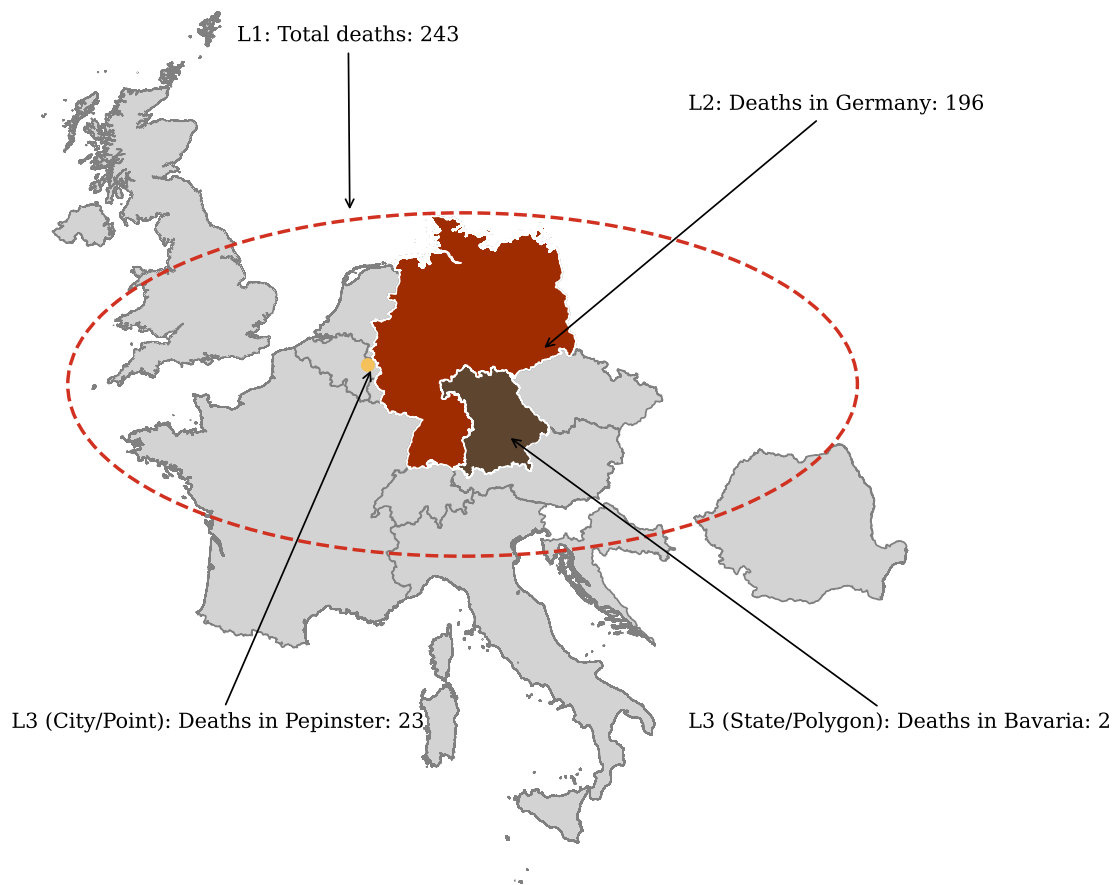 L1: Total deaths: 243
L2: Deaths in Germany: 196
L3 (City/Point): Deaths in Pepinster: 23
L3 (State/Polygon): Deaths in Bavaria: 2